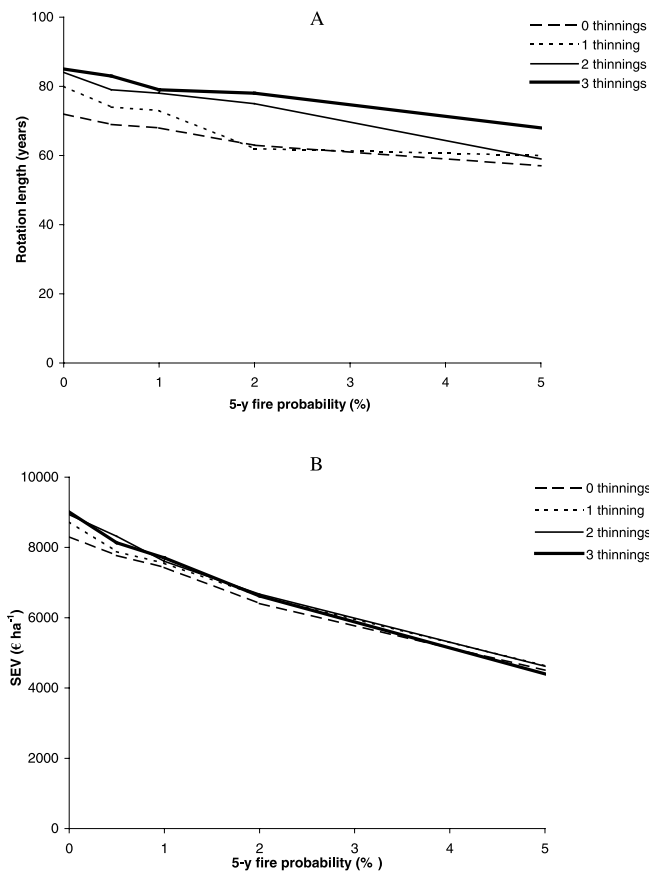 A
0 thinnings
1 thinning
2 thinnings
3 thinnings
100
80
60
40
20
0
Rotation length (years)
0 1 2 3 4 5
5-y fire probability (%)
B
0 thinnings
1 thinning
2 thinnings
3 thinnings
10000
8000
6000
4000
2000
0
SEV (€ ha⁻¹)
0 1 2 3 4 5
5-y fire probability (% )